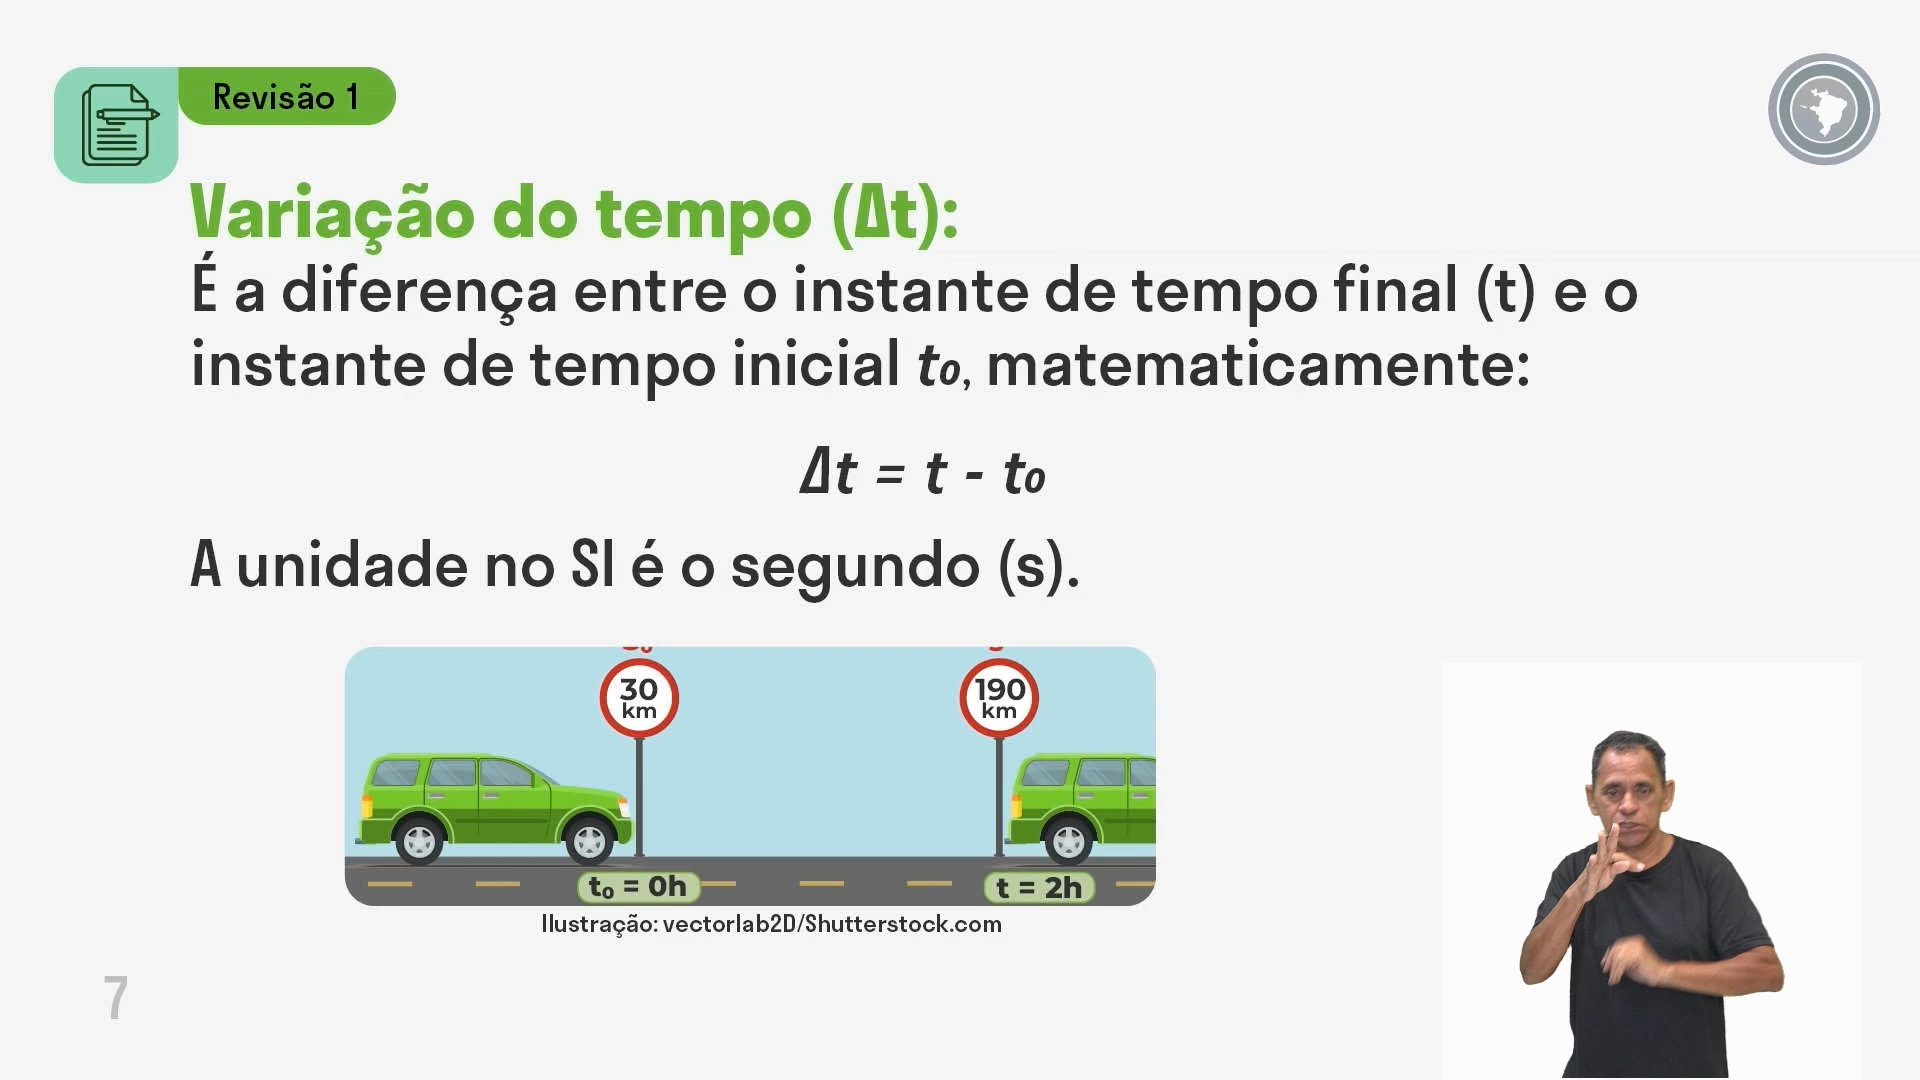 Revisão 1
Variação do tempo (Δt):
É a diferença entre o instante de tempo final (t) e o
instante de tempo inicial t₀, matematicamente:
Δt = t - t₀
A unidade no SI é o segundo (s).
30
km
190
km
t₀ = 0h
t = 2h
Ilustração: vectorlab2D/Shutterstock.com
7